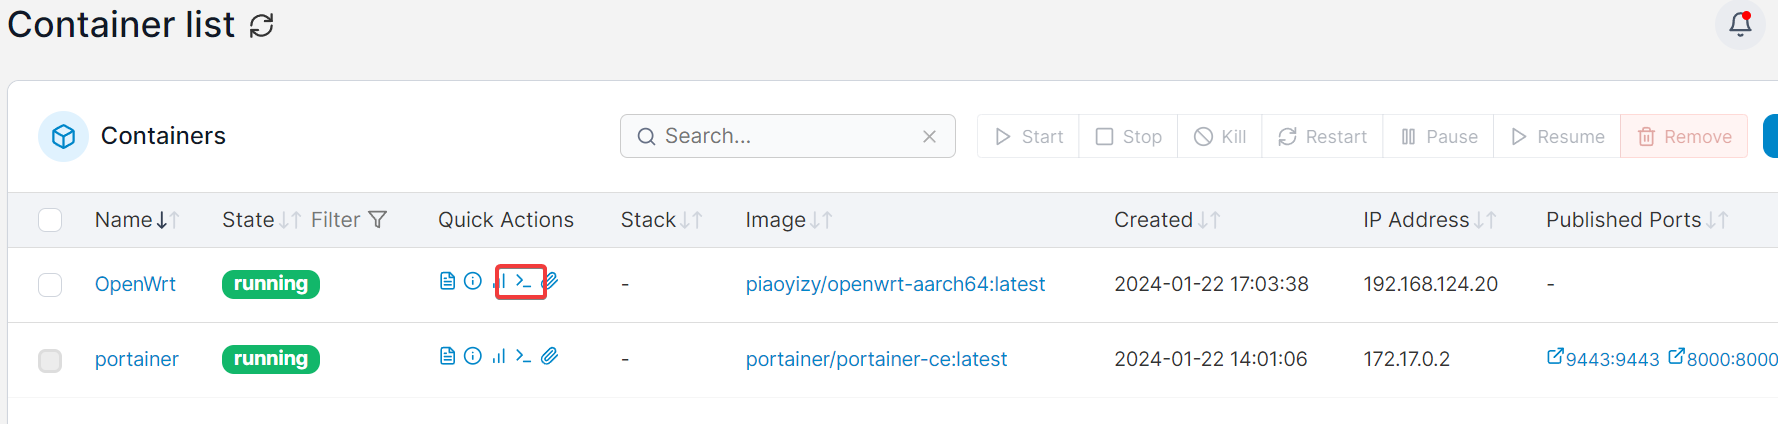 Container list
Containers
Search...
Start Stop Kill Restart Pause Resume Remove
Name State Filter Quick Actions Stack Image Created IP Address Published Ports
OpenWrt running - piaoyizy/openwrt-aarch64:latest 2024-01-22 17:03:38 192.168.124.20 -
portainer running - portainer/portainer-ce:latest 2024-01-22 14:01:06 172.17.0.2 9443:9443 8000:8000